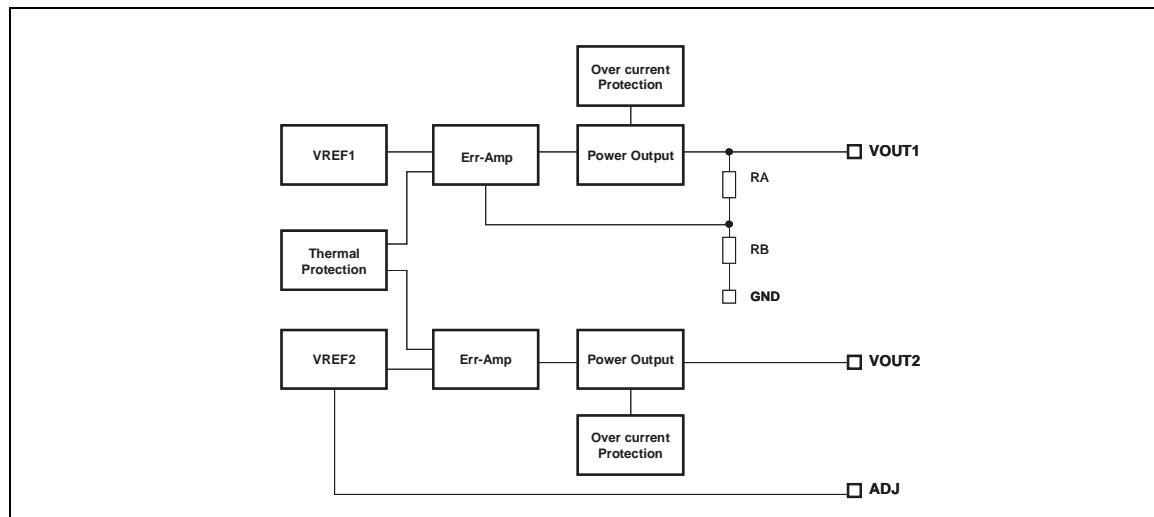 Over current
Protection
VREF1
Err-Amp
Power Output
VOUT1
RA
Thermal
Protection
RB
GND
VREF2
Err-Amp
Power Output
VOUT2
Over current
Protection
ADJ